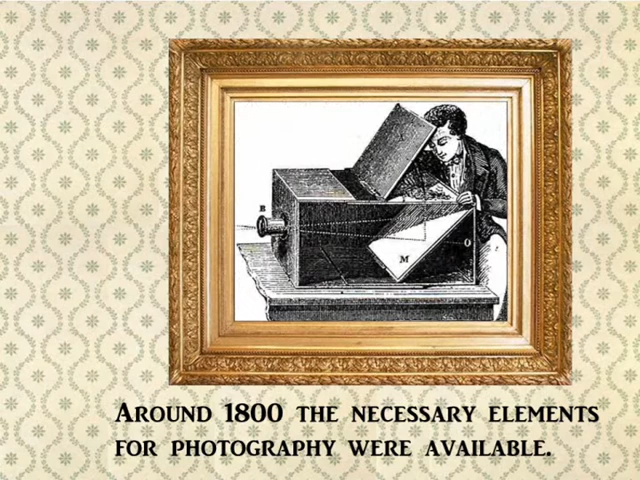 B
M
O
Around 1800 the necessary elements
for photography were available.